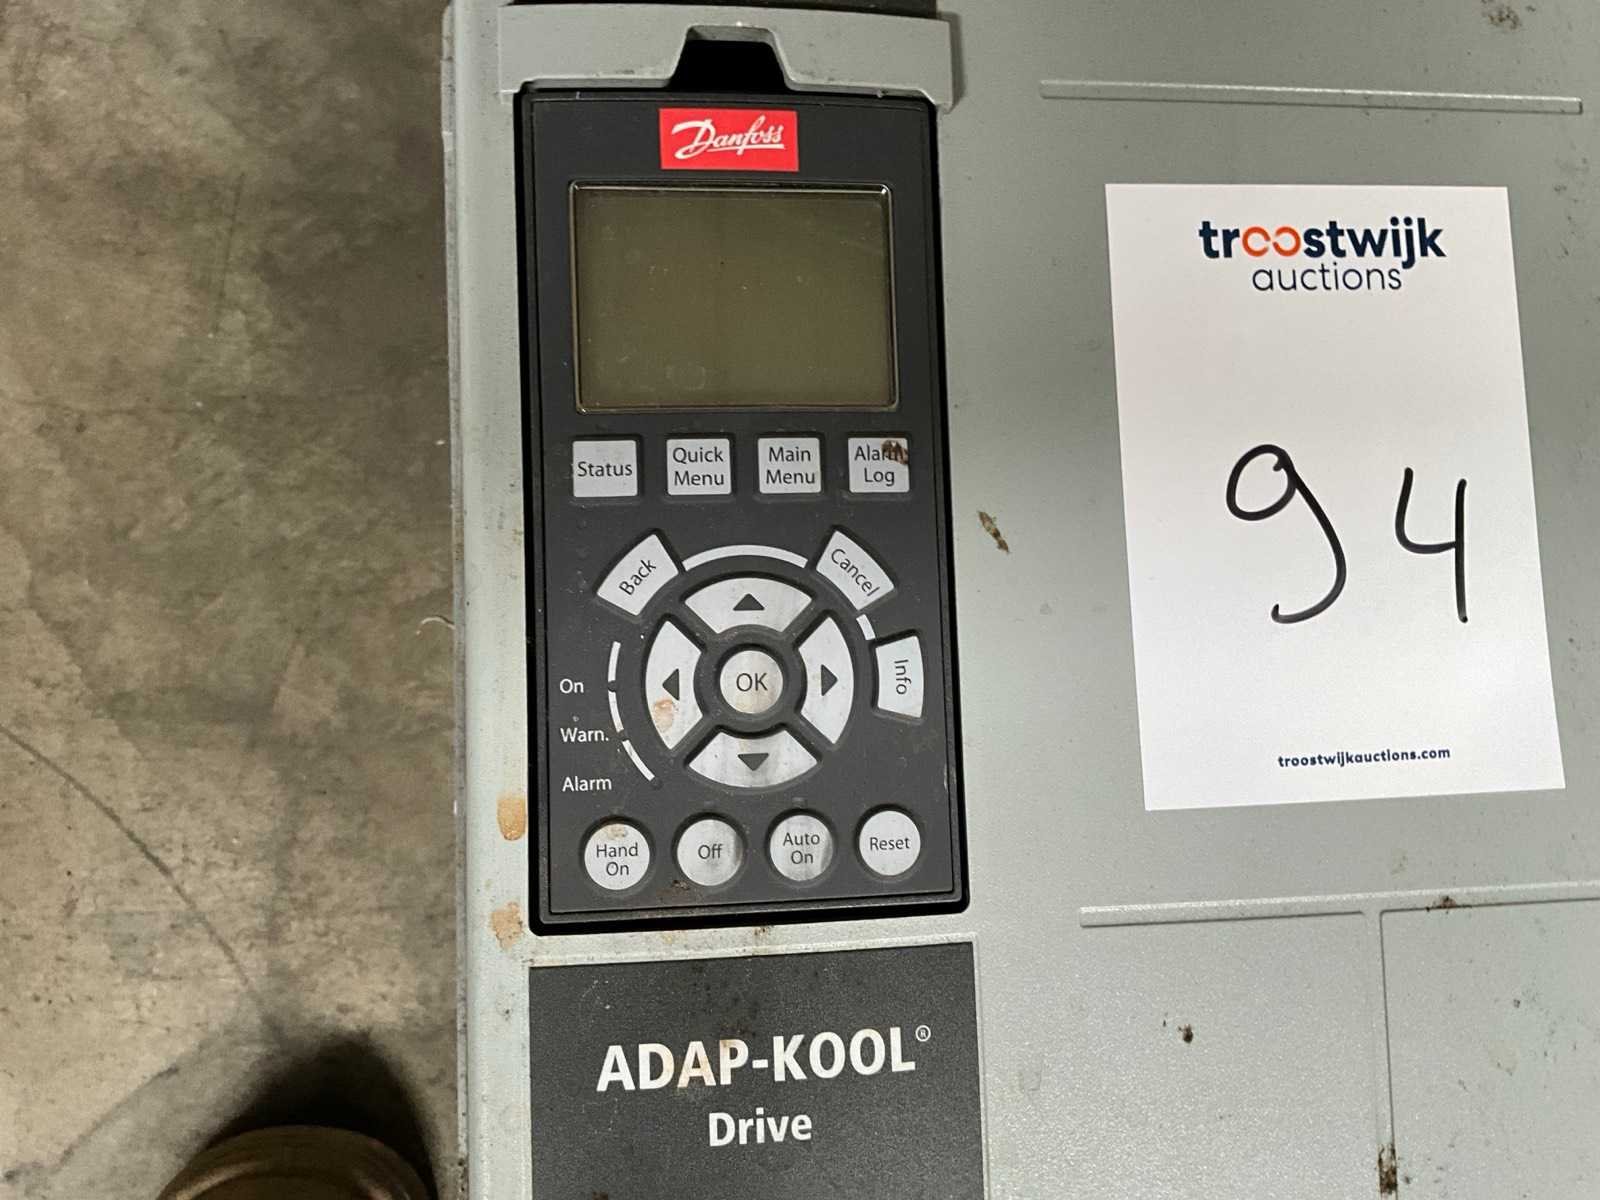 Danfoss
troostwijk
auctions
94
troostwijkauctions.com
Status
Quick
Menu
Main
Menu
Alarm
Log
Back
Cancel
Info
OK
On
Warn.
Alarm
Hand
On
Off
Auto
On
Reset
ADAP-KOOL®
Drive